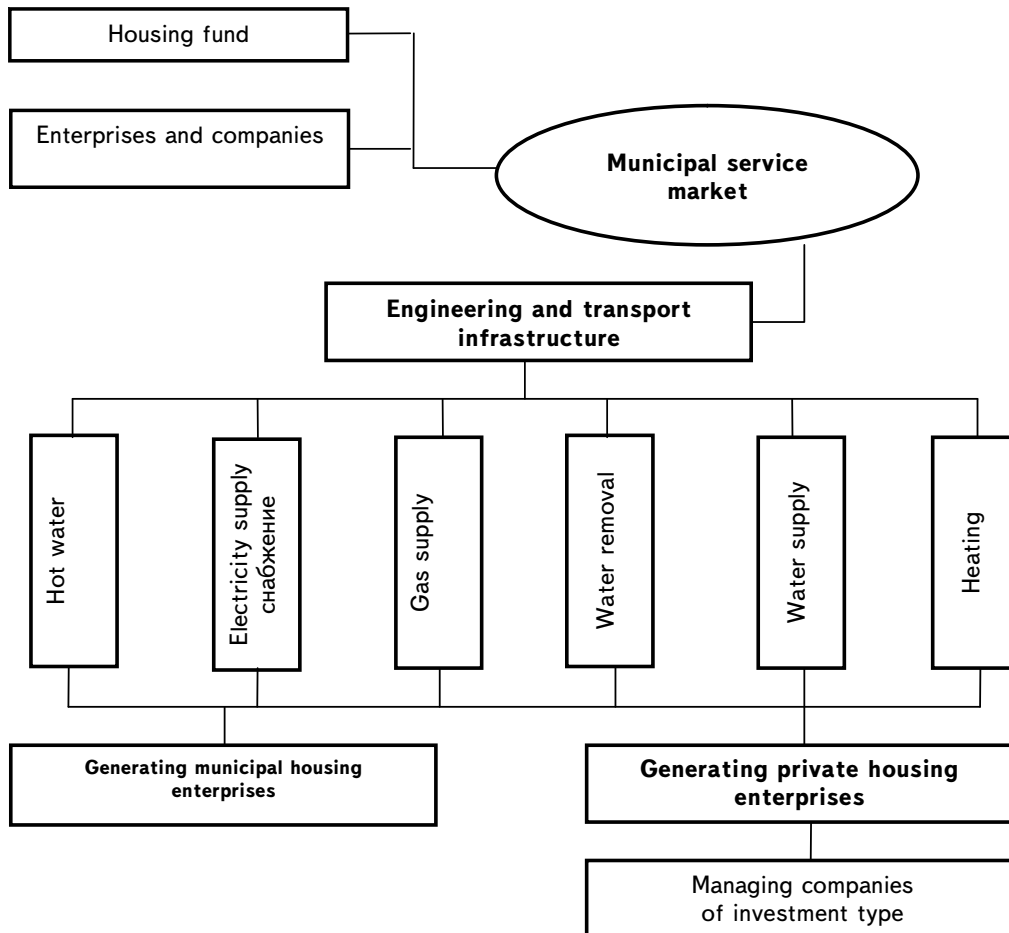 Housing fund
Enterprises and companies
Municipal service
market
Engineering and transport
infrastructure
Hot water
Electricity supply
снабжение
Gas supply
Water removal
Water supply
Heating
Generating municipal housing
enterprises
Generating private housing
enterprises
Managing companies
of investment type